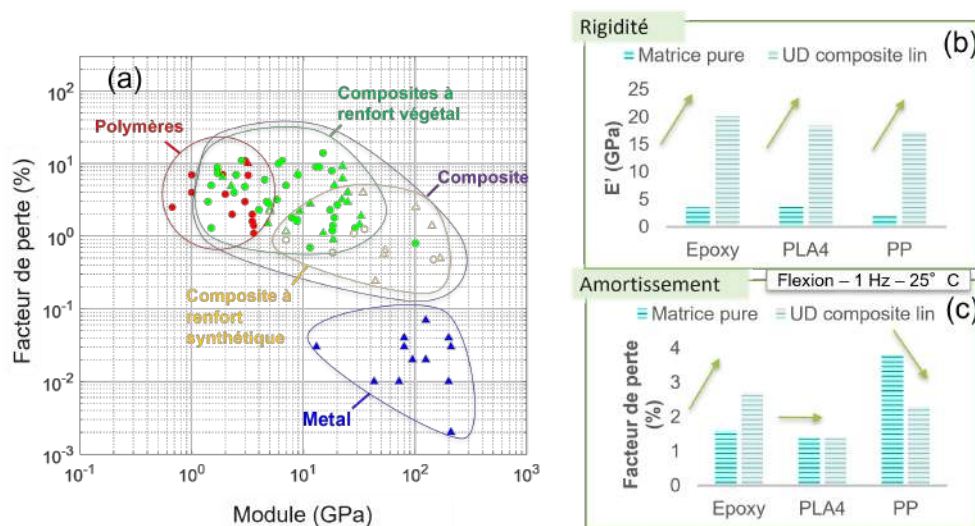 (a)
Facteur de perte (%)
10²
10¹
10⁰
10⁻¹
10⁻²
10⁻³
Polymères
Composites à
renfort végétal
Composite
Composite à
renfort
synthétique
Metal
10⁻¹
10⁰
10¹
10²
10³
Module (GPa)
Rigidité
(b)
Matrice pure
UD composite lin
E' (GPa)
25
20
15
10
5
0
Epoxy
PLA4
PP
Amortissement
Flexion – 1 Hz – 25° C
(c)
Matrice pure
UD composite lin
Facteur de perte
(%)
4
3
2
1
0
Epoxy
PLA4
PP